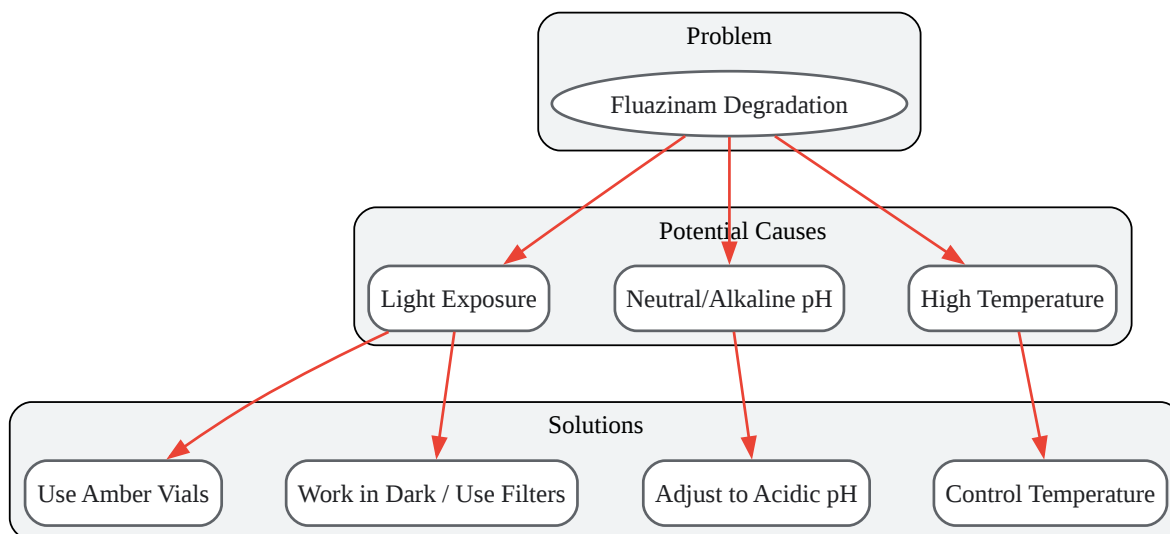 Problem
Fluazinam Degradation
Potential Causes
Light Exposure
Neutral/Alkaline pH
High Temperature
Solutions
Use Amber Vials
Work in Dark / Use Filters
Adjust to Acidic pH
Control Temperature